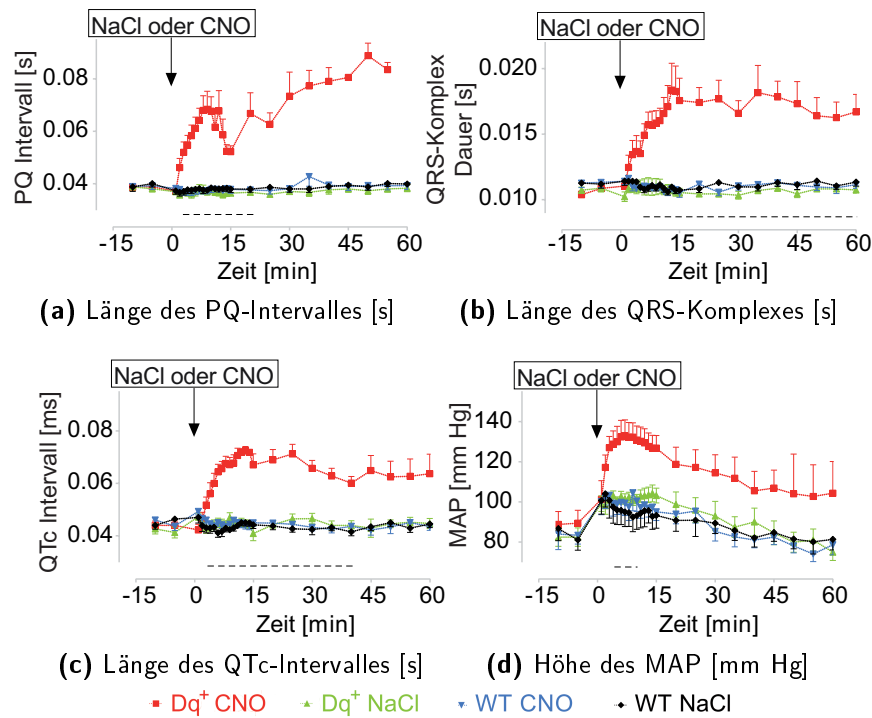 NaCl oder CNO
PQ Intervall [s]
0.08
0.06
0.04
-15 0 15 30 45 60
Zeit [min]
(a) Länge des PQ-Intervalles [s]
NaCl oder CNO
QRS-Komplex
Dauer [s]
0.020
0.015
0.010
-15 0 15 30 45 60
Zeit [min]
(b) Länge des QRS-Komplexes [s]
NaCl oder CNO
QTc Intervall [ms]
0.08
0.06
0.04
-15 0 15 30 45 60
Zeit [min]
(c) Länge des QTc-Intervalles [s]
NaCl oder CNO
MAP [mm Hg]
140
120
100
80
-15 0 15 30 45 60
Zeit [min]
(d) Höhe des MAP [mm Hg]
Dq⁺ CNO Dq⁺ NaCl WT CNO WT NaCl